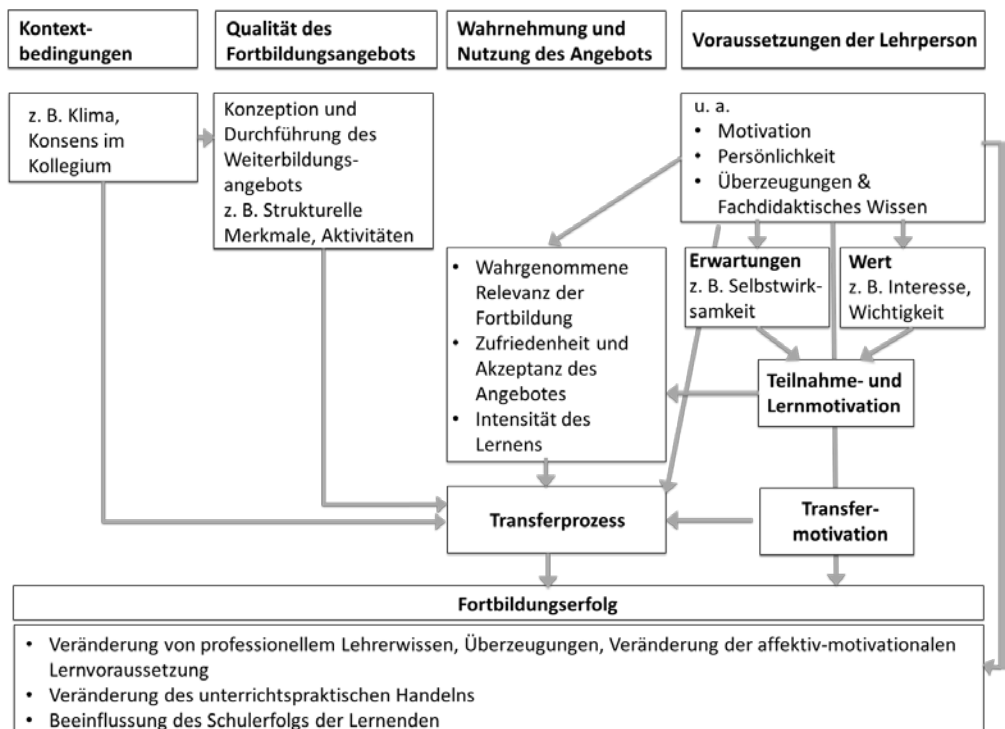 Kontext-
bedingungen
Qualität des
Fortbildungsangebots
Wahrnehmung und
Nutzung des Angebots
Voraussetzungen der Lehrperson
z. B. Klima,
Konsens im
Kollegium
Konzeption und
Durchführung des
Weiterbildungs-
angebots
z. B. Strukturelle
Merkmale, Aktivitäten
• Wahrgenommene
Relevanz der
Fortbildung
• Zufriedenheit und
Akzeptanz des
Angebotes
• Intensität des
Lernens
u. a.
• Motivation
• Persönlichkeit
• Überzeugungen &
Fachdidaktisches Wissen
Erwartungen
z. B. Selbstwirk-
samkeit
Wert
z. B. Interesse,
Wichtigkeit
Teilnahme- und
Lernmotivation
Transferprozess
Transfer-
motivation
Fortbildungserfolg
• Veränderung von professionellem Lehrerwissen, Überzeugungen, Veränderung der affektiv-motivationalen
Lernvoraussetzung
• Veränderung des unterrichtspraktischen Handelns
• Beeinflussung des Schulerfolgs der Lernenden